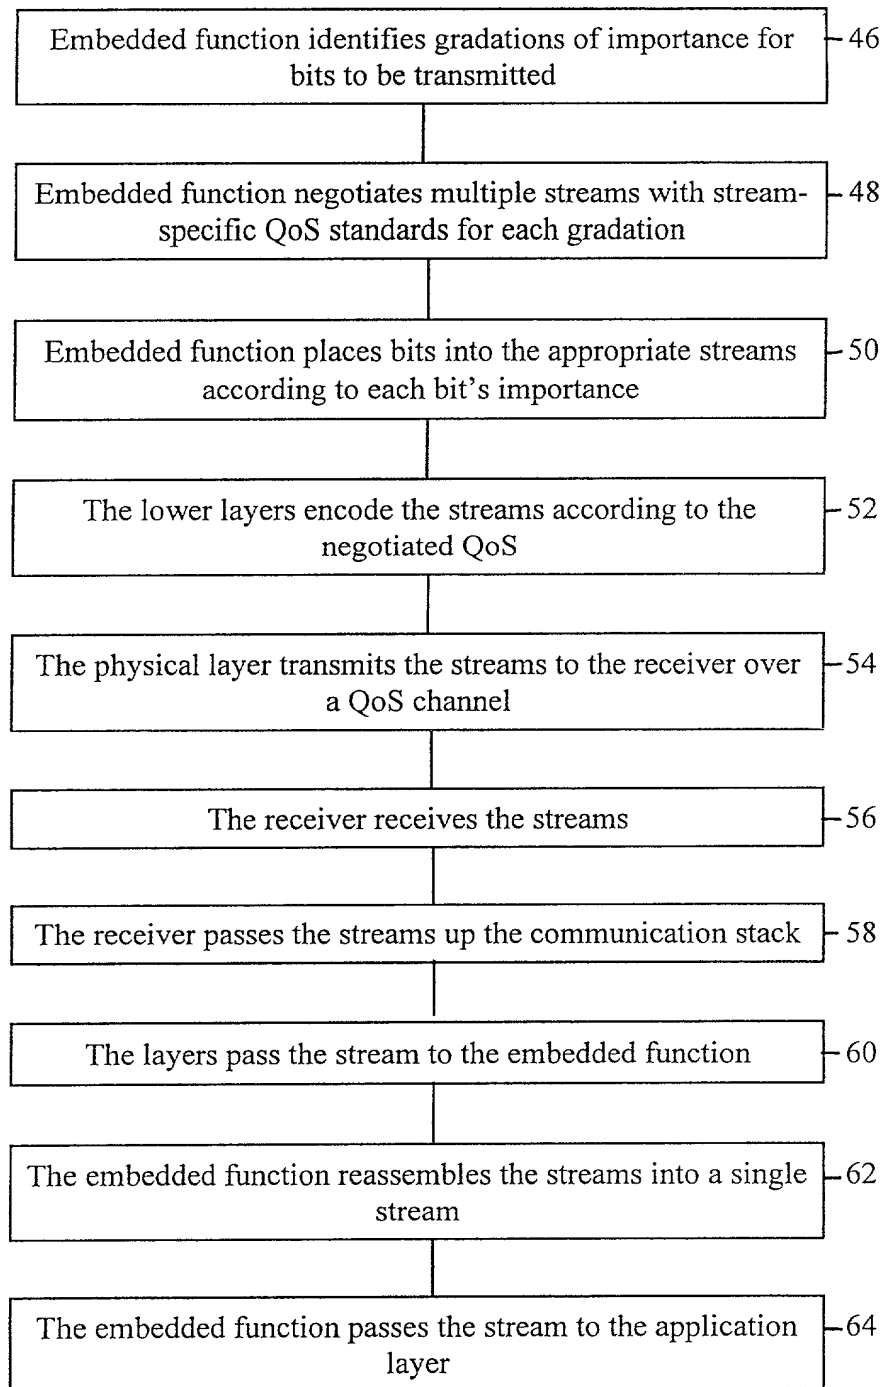 Embedded function identifies gradations of importance for
bits to be transmitted
46
Embedded function negotiates multiple streams with stream-
specific QoS standards for each gradation
48
Embedded function places bits into the appropriate streams
according to each bit's importance
50
The lower layers encode the streams according to the
negotiated QoS
52
The physical layer transmits the streams to the receiver over
a QoS channel
54
The receiver receives the streams
56
The receiver passes the streams up the communication stack
58
The layers pass the stream to the embedded function
60
The embedded function reassembles the streams into a single
stream
62
The embedded function passes the stream to the application
layer
64